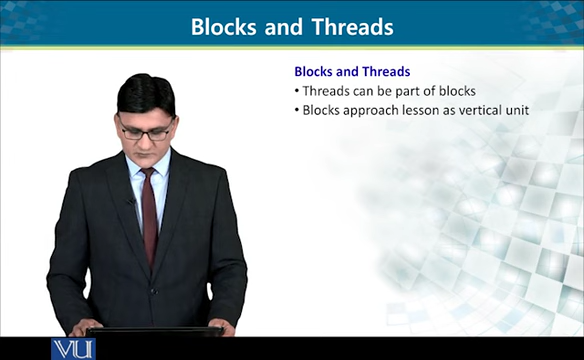 Blocks and Threads
Blocks and Threads
• Threads can be part of blocks
• Blocks approach lesson as vertical unit
VU